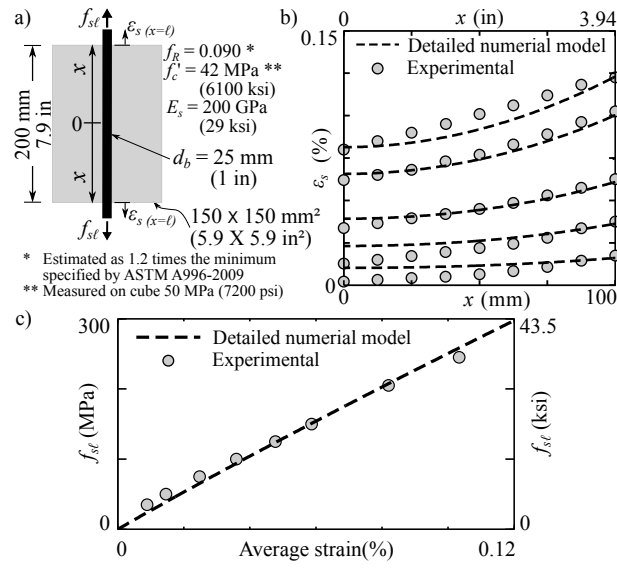 a)
f_sℓ
ε_s (x=ℓ)
f_R = 0.090 *
f_c' = 42 MPa **
(6100 ksi)
E_s = 200 GPa
(29 ksi)
200 mm
7.9 in
x
0
x
d_b = 25 mm
(1 in)
ε_s (x=ℓ)
f_sℓ
150 x 150 mm²
(5.9 X 5.9 in²)
* Estimated as 1.2 times the minimum
specified by ASTM A996-2009
** Measured on cube 50 MPa (7200 psi)
b)
0 x (in) 3.94
0.15
Detailed numerial model
Experimental
ε_s (%)
0
0 x (mm) 100
c)
300
43.5
Detailed numerial model
Experimental
f_sℓ (MPa)
f_sℓ (ksi)
0
0
0 Average strain(%) 0.12